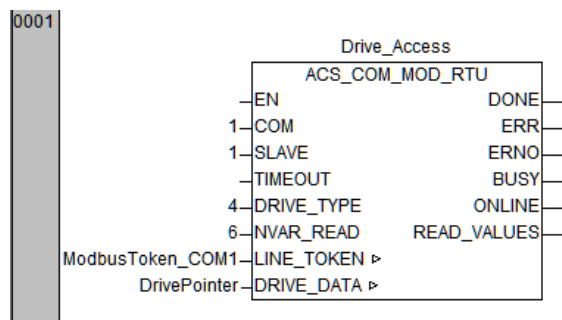 0001
Drive_Access
ACS_COM_MOD_RTU
EN DONE
1 COM ERR
1 SLAVE ERNO
TIMEOUT BUSY
4 DRIVE_TYPE ONLINE
6 NVAR_READ READ_VALUES
ModbusToken_COM1 LINE_TOKEN ▹
DrivePointer DRIVE_DATA ▹